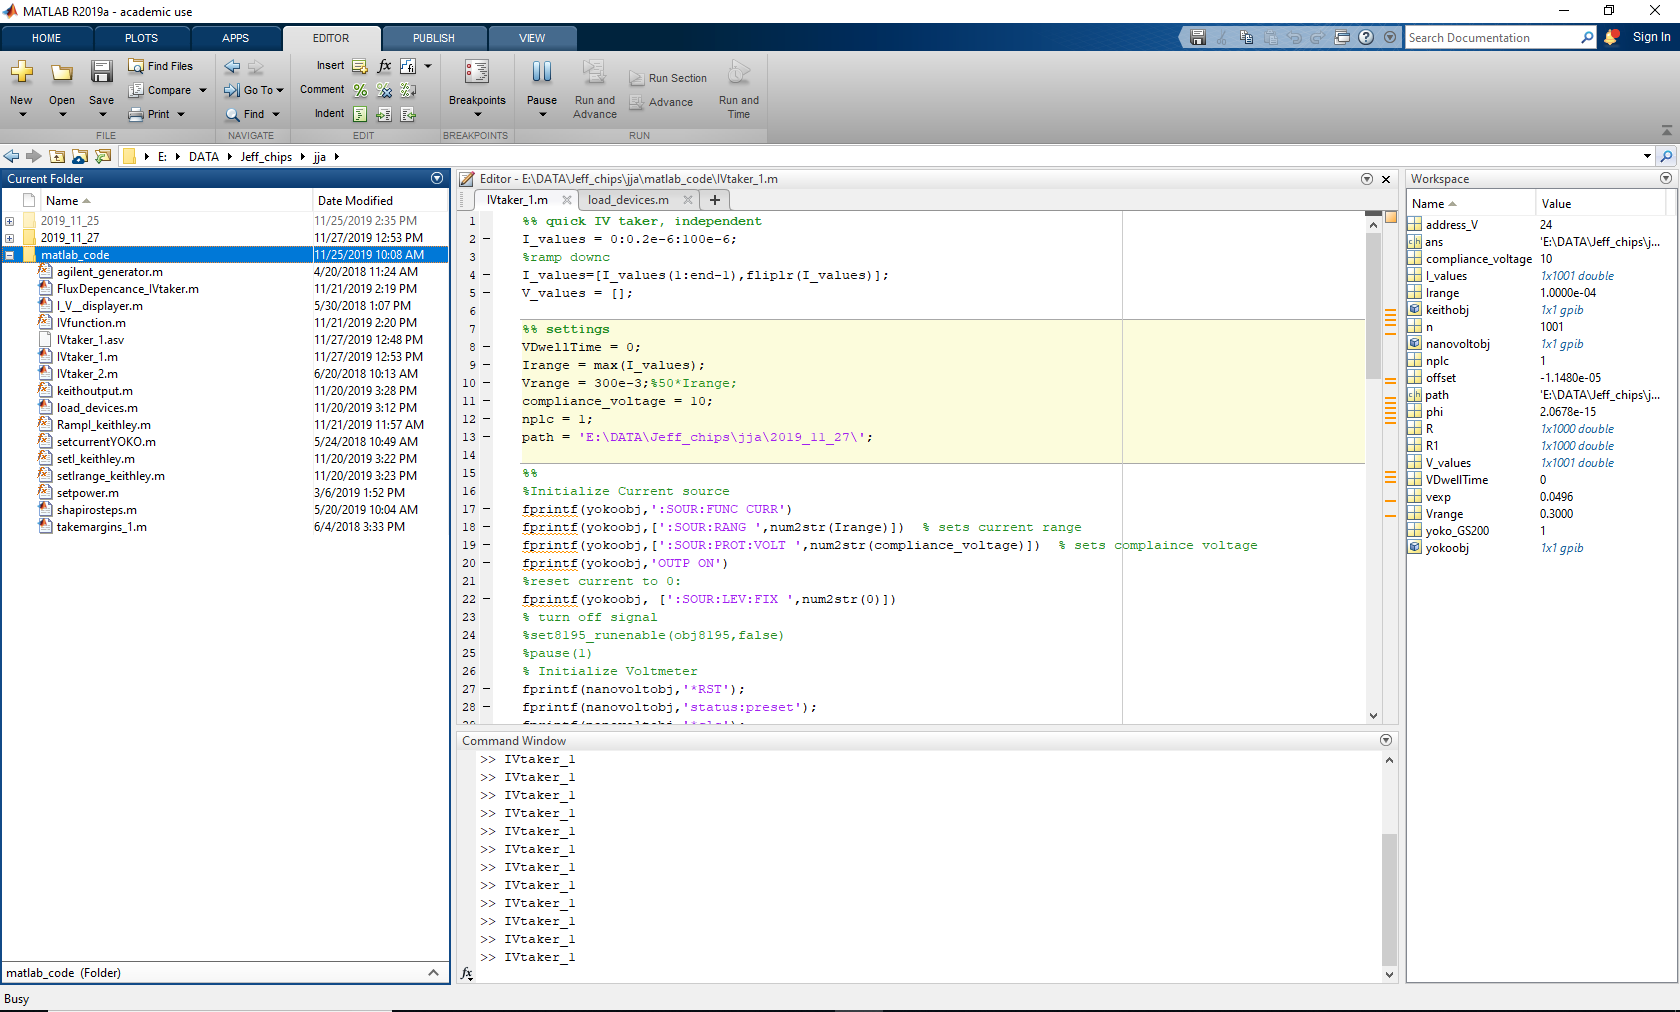 MATLAB R2019a - academic use
HOME PLOTS APPS EDITOR PUBLISH VIEW
Search Documentation
Sign In
New Open Save
Find Files
Compare
Print
FILE
Go To
Find
NAVIGATE
Insert
Comment
Indent
EDIT
Breakpoints
BREAKPOINTS
Pause
Run and Advance
Run Section
Advance
Run and Time
RUN
E: DATA Jeff_chips jja
Current Folder
Name Date Modified
2019_11_25 11/25/2019 2:35 PM
2019_11_27 11/27/2019 12:53 PM
matlab_code 11/25/2019 10:08 AM
agilent_generator.m 4/20/2018 11:24 AM
FluxDepencance_IVtaker.m 11/21/2019 2:19 PM
I_V__displayer.m 5/30/2018 1:07 PM
IVfunction.m 11/21/2019 2:20 PM
IVtaker_1.asv 11/27/2019 12:48 PM
IVtaker_1.m 11/27/2019 12:53 PM
IVtaker_2.m 6/20/2018 10:13 AM
keithoutput.m 11/20/2019 3:28 PM
load_devices.m 11/20/2019 3:12 PM
RampI_keithley.m 11/21/2019 11:57 AM
setcurrentYOKO.m 5/24/2018 10:49 AM
setI_keithley.m 11/20/2019 3:22 PM
setIrange_keithley.m 11/20/2019 3:23 PM
setpower.m 3/6/2019 1:52 PM
shapirosteps.m 5/20/2019 10:04 AM
takemargins_1.m 6/4/2018 3:33 PM
matlab_code (Folder)
Busy
Editor - E:\DATA\Jeff_chips\jja\matlab_code\IVtaker_1.m
IVtaker_1.m load_devices.m
1 %% quick IV taker, independent
2 I_values = 0:0.2e-6:100e-6;
3 %ramp downc
4 I_values=[I_values(1:end-1),fliplr(I_values)];
5 V_values = [];
6
7 %% settings
8 VDwellTime = 0;
9 Irange = max(I_values);
10 Vrange = 300e-3;%50*Irange;
11 compliance_voltage = 10;
12 nplc = 1;
13 path = 'E:\DATA\Jeff_chips\jja\2019_11_27\';
14
15 %%
16 %Initialize Current source
17 fprintf(yokoobj,':SOUR:FUNC CURR')
18 fprintf(yokoobj,[':SOUR:RANG ',num2str(Irange)]) % sets current range
19 fprintf(yokoobj,[':SOUR:PROT:VOLT ',num2str(compliance_voltage)]) % sets complaince voltage
20 fprintf(yokoobj,'OUTP ON')
21 %reset current to 0:
22 fprintf(yokoobj, [':SOUR:LEV:FIX ',num2str(0)])
23 % turn off signal
24 %set8195_runenable(obj8195,false)
25 %pause(1)
26 % Initialize Voltmeter
27 fprintf(nanovoltobj,'*RST');
28 fprintf(nanovoltobj,'status:preset');
Command Window
>> IVtaker_1
>> IVtaker_1
>> IVtaker_1
>> IVtaker_1
>> IVtaker_1
>> IVtaker_1
>> IVtaker_1
>> IVtaker_1
>> IVtaker_1
>> IVtaker_1
>> IVtaker_1
>> IVtaker_1
fx
Workspace
Name Value
address_V 24
ans 'E:\DATA\Jeff_chips\j...
compliance_voltage 10
I_values 1x1001 double
Irange 1.0000e-04
keithobj 1x1 gpib
n 1001
nanovoltobj 1x1 gpib
nplc 1
offset -1.1480e-05
path 'E:\DATA\Jeff_chips\j...
phi 2.0678e-15
R 1x1000 double
R1 1x1000 double
V_values 1x1001 double
VDwellTime 0
vexp 0.0496
Vrange 0.3000
yoko_GS200 1
yokoobj 1x1 gpib